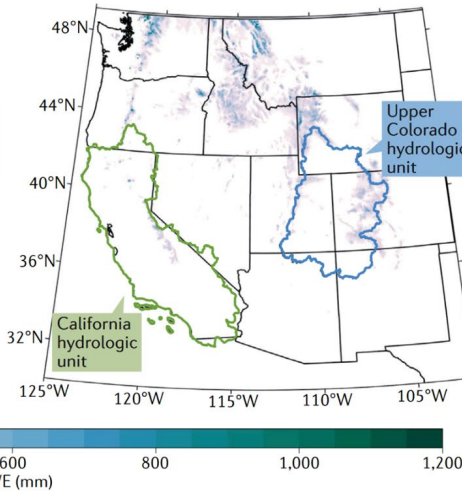 48°N
44°N
40°N
36°N
32°N
Upper
Colorado
hydrologic
unit
California
hydrologic
unit
125°W 120°W 115°W 110°W 105°W
600 800 1,000 1,200
(mm)